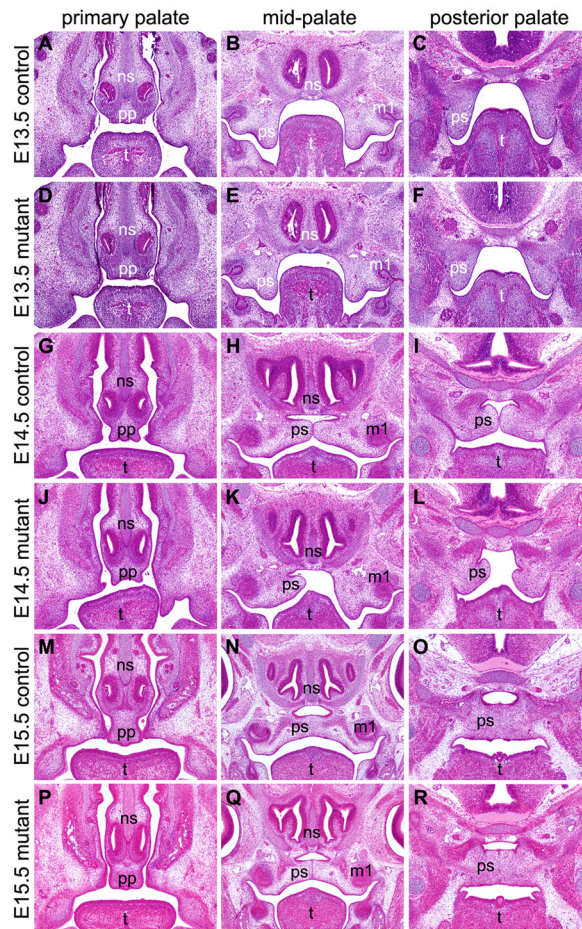 primary palate mid-palate posterior palate
E13.5 control
A ns pp t
B ns m1 ps t
C ps t
E13.5 mutant
D ns pp t
E ns ps m1 t
F ps t
E14.5 control
G ns pp t
H ns ps m1 t
I ps t
E14.5 mutant
J ns pp t
K ns ps m1 t
L ps t
E15.5 control
M ns pp t
N ns ps m1 t
O ps t
E15.5 mutant
P ns pp t
Q ns ps m1 t
R ps t